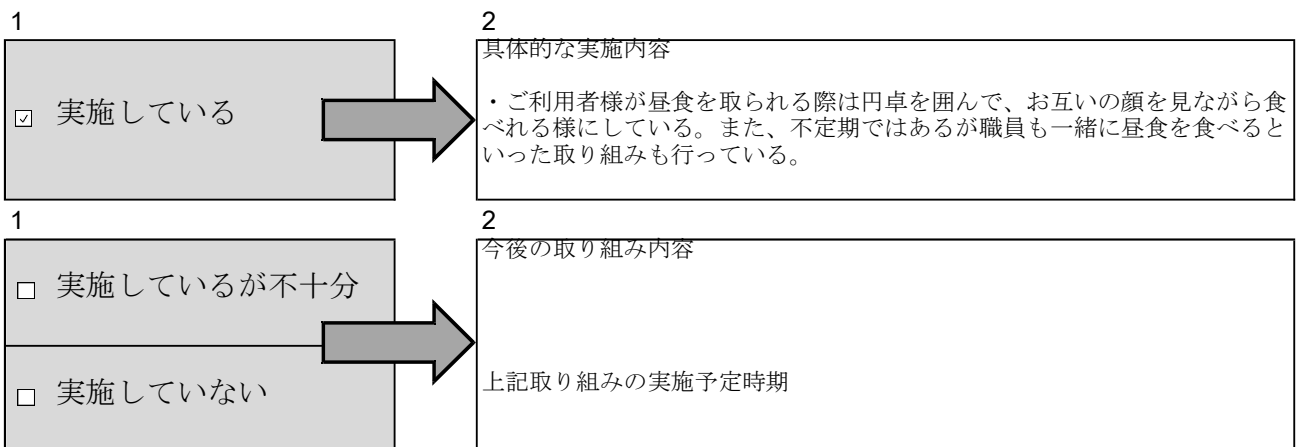 1
2
☑ 実施している
具体的な実施内容
・ご利用者様が昼食を取られる際は円卓を囲んで、お互いの顔を見ながら食
べれる様にしている。また、不定期ではあるが職員も一緒に昼食を食べると
いった取り組みも行っている。
1
2
☐ 実施しているが不十分
☐ 実施していない
今後の取り組み内容
上記取り組みの実施予定時期